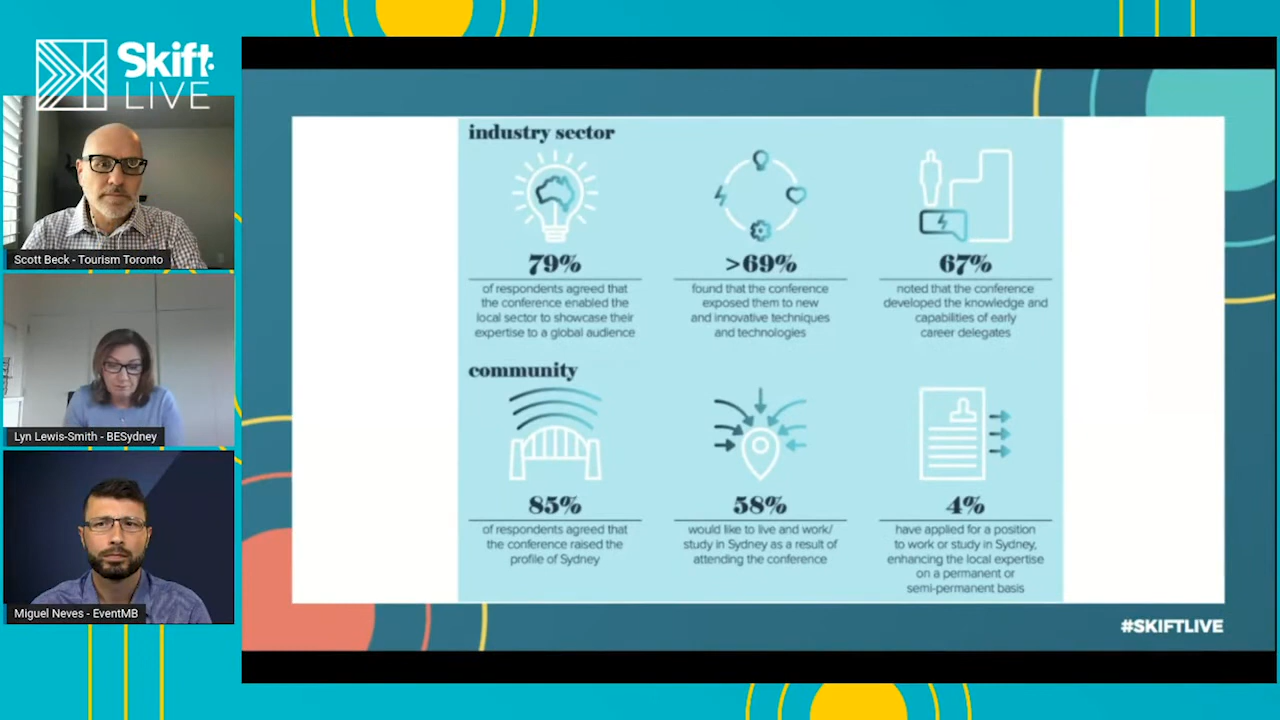 Skift
LIVE
Scott Beck - Tourism Toronto
Lyn Lewis-Smith - BESydney
Miguel Neves - EventMB
industry sector
79%
of respondents agreed that
the conference enabled the
local sector to showcase their
expertise to a global audience
>69%
found that the conference
exposed them to new
and innovative techniques
and technologies
67%
noted that the conference
developed the knowledge and
capabilities of early
career delegates
community
85%
of respondents agreed that
the conference raised the
profile of Sydney
58%
would like to live and work/
study in Sydney as a result of
attending the conference
4%
have applied for a position
to work or study in Sydney,
enhancing the local expertise
on a permanent or
semi-permanent basis
#SKIFTLIVE